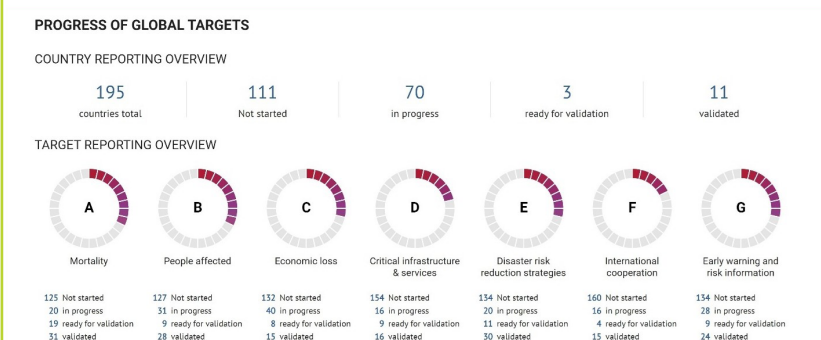 PROGRESS OF GLOBAL TARGETS
COUNTRY REPORTING OVERVIEW
195 111 70 3 11
countries total Not started in progress ready for validation validated
TARGET REPORTING OVERVIEW
A B C D E F G
Mortality People affected Economic loss Critical infrastructure Disaster risk International Early warning and
& services reduction strategies cooperation risk information
125 Not started 127 Not started 132 Not started 154 Not started 134 Not started 160 Not started 134 Not started
20 in progress 31 in progress 40 in progress 16 in progress 20 in progress 16 in progress 28 in progress
19 ready for validation 9 ready for validation 8 ready for validation 9 ready for validation 11 ready for validation 4 ready for validation 9 ready for validation
31 validated 28 validated 15 validated 16 validated 30 validated 15 validated 24 validated